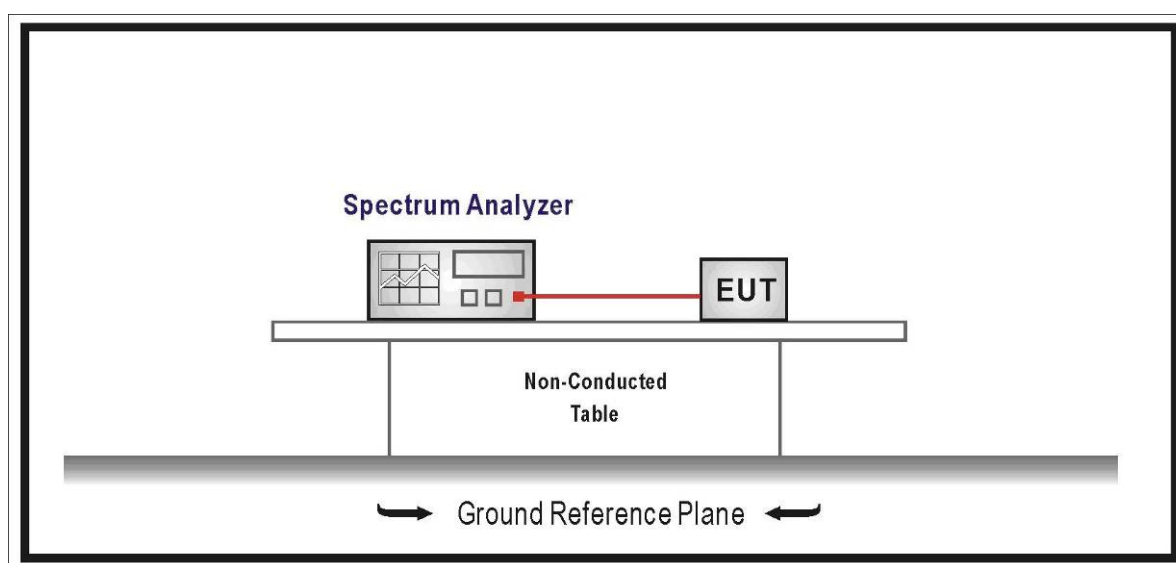 Spectrum Analyzer
EUT
Non-Conducted
Table
Ground Reference Plane